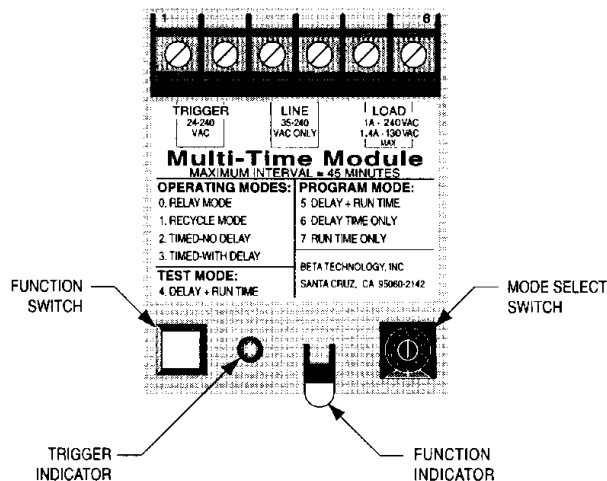 1 6
TRIGGER
24-240
VAC
LINE
35-240
VAC ONLY
LOAD
1A - 240VAC
1.4A - 130VAC
MAX
Multi-Time Module
MAXIMUM INTERVAL = 45 MINUTES
OPERATING MODES:
0. RELAY MODE
1. RECYCLE MODE
2. TIMED-NO DELAY
3. TIMED-WITH DELAY
TEST MODE:
4. DELAY + RUN TIME
PROGRAM MODE:
5 DELAY + RUN TIME
6 DELAY TIME ONLY
7 RUN TIME ONLY
BETA TECHNOLOGY, INC
SANTA CRUZ, CA 95060-2142
FUNCTION
SWITCH
MODE SELECT
SWITCH
TRIGGER
INDICATOR
FUNCTION
INDICATOR